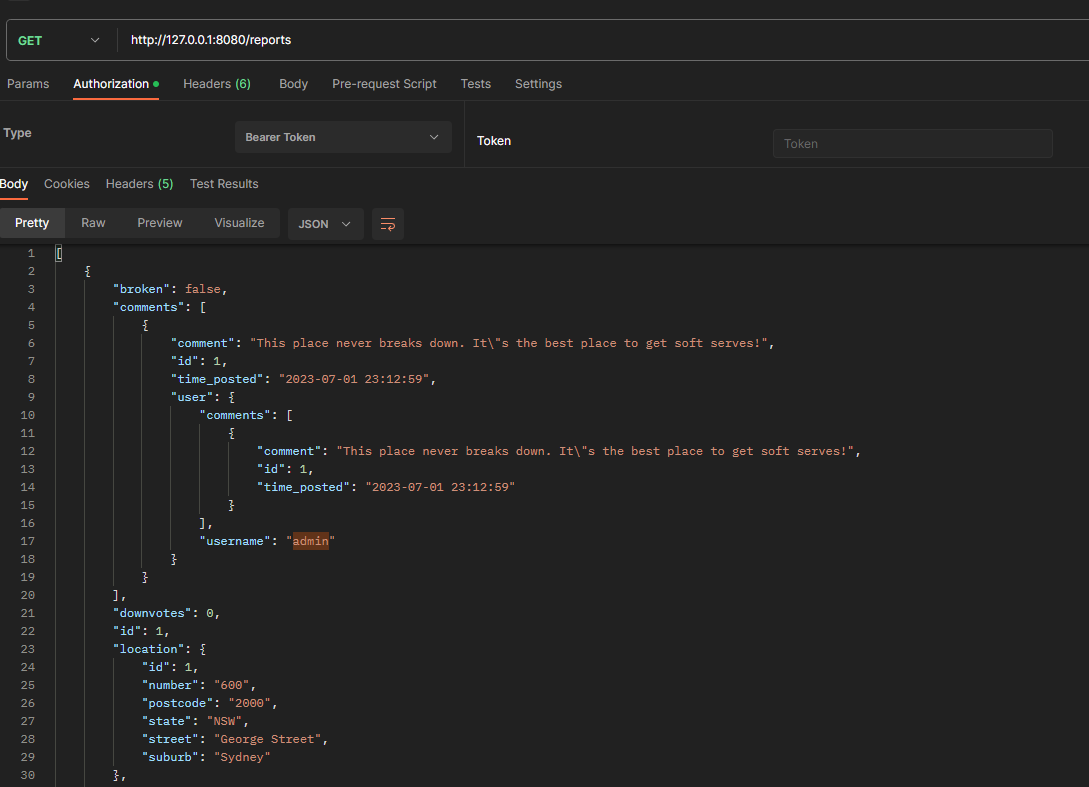 GET http://127.0.0.1:8080/reports
Params Authorization Headers (6) Body Pre-request Script Tests Settings
Type Bearer Token Token Token
Body Cookies Headers (5) Test Results
Pretty Raw Preview Visualize JSON
1 [
2 {
3 "broken": false,
4 "comments": [
5 {
6 "comment": "This place never breaks down. It\"s the best place to get soft serves!",
7 "id": 1,
8 "time_posted": "2023-07-01 23:12:59",
9 "user": {
10 "comments": [
11 {
12 "comment": "This place never breaks down. It\"s the best place to get soft serves!",
13 "id": 1,
14 "time_posted": "2023-07-01 23:12:59"
15 }
16 ],
17 "username": "admin"
18 }
19 }
20 ],
21 "downvotes": 0,
22 "id": 1,
23 "location": {
24 "id": 1,
25 "number": "600",
26 "postcode": "2000",
27 "state": "NSW",
28 "street": "George Street",
29 "suburb": "Sydney"
30 },